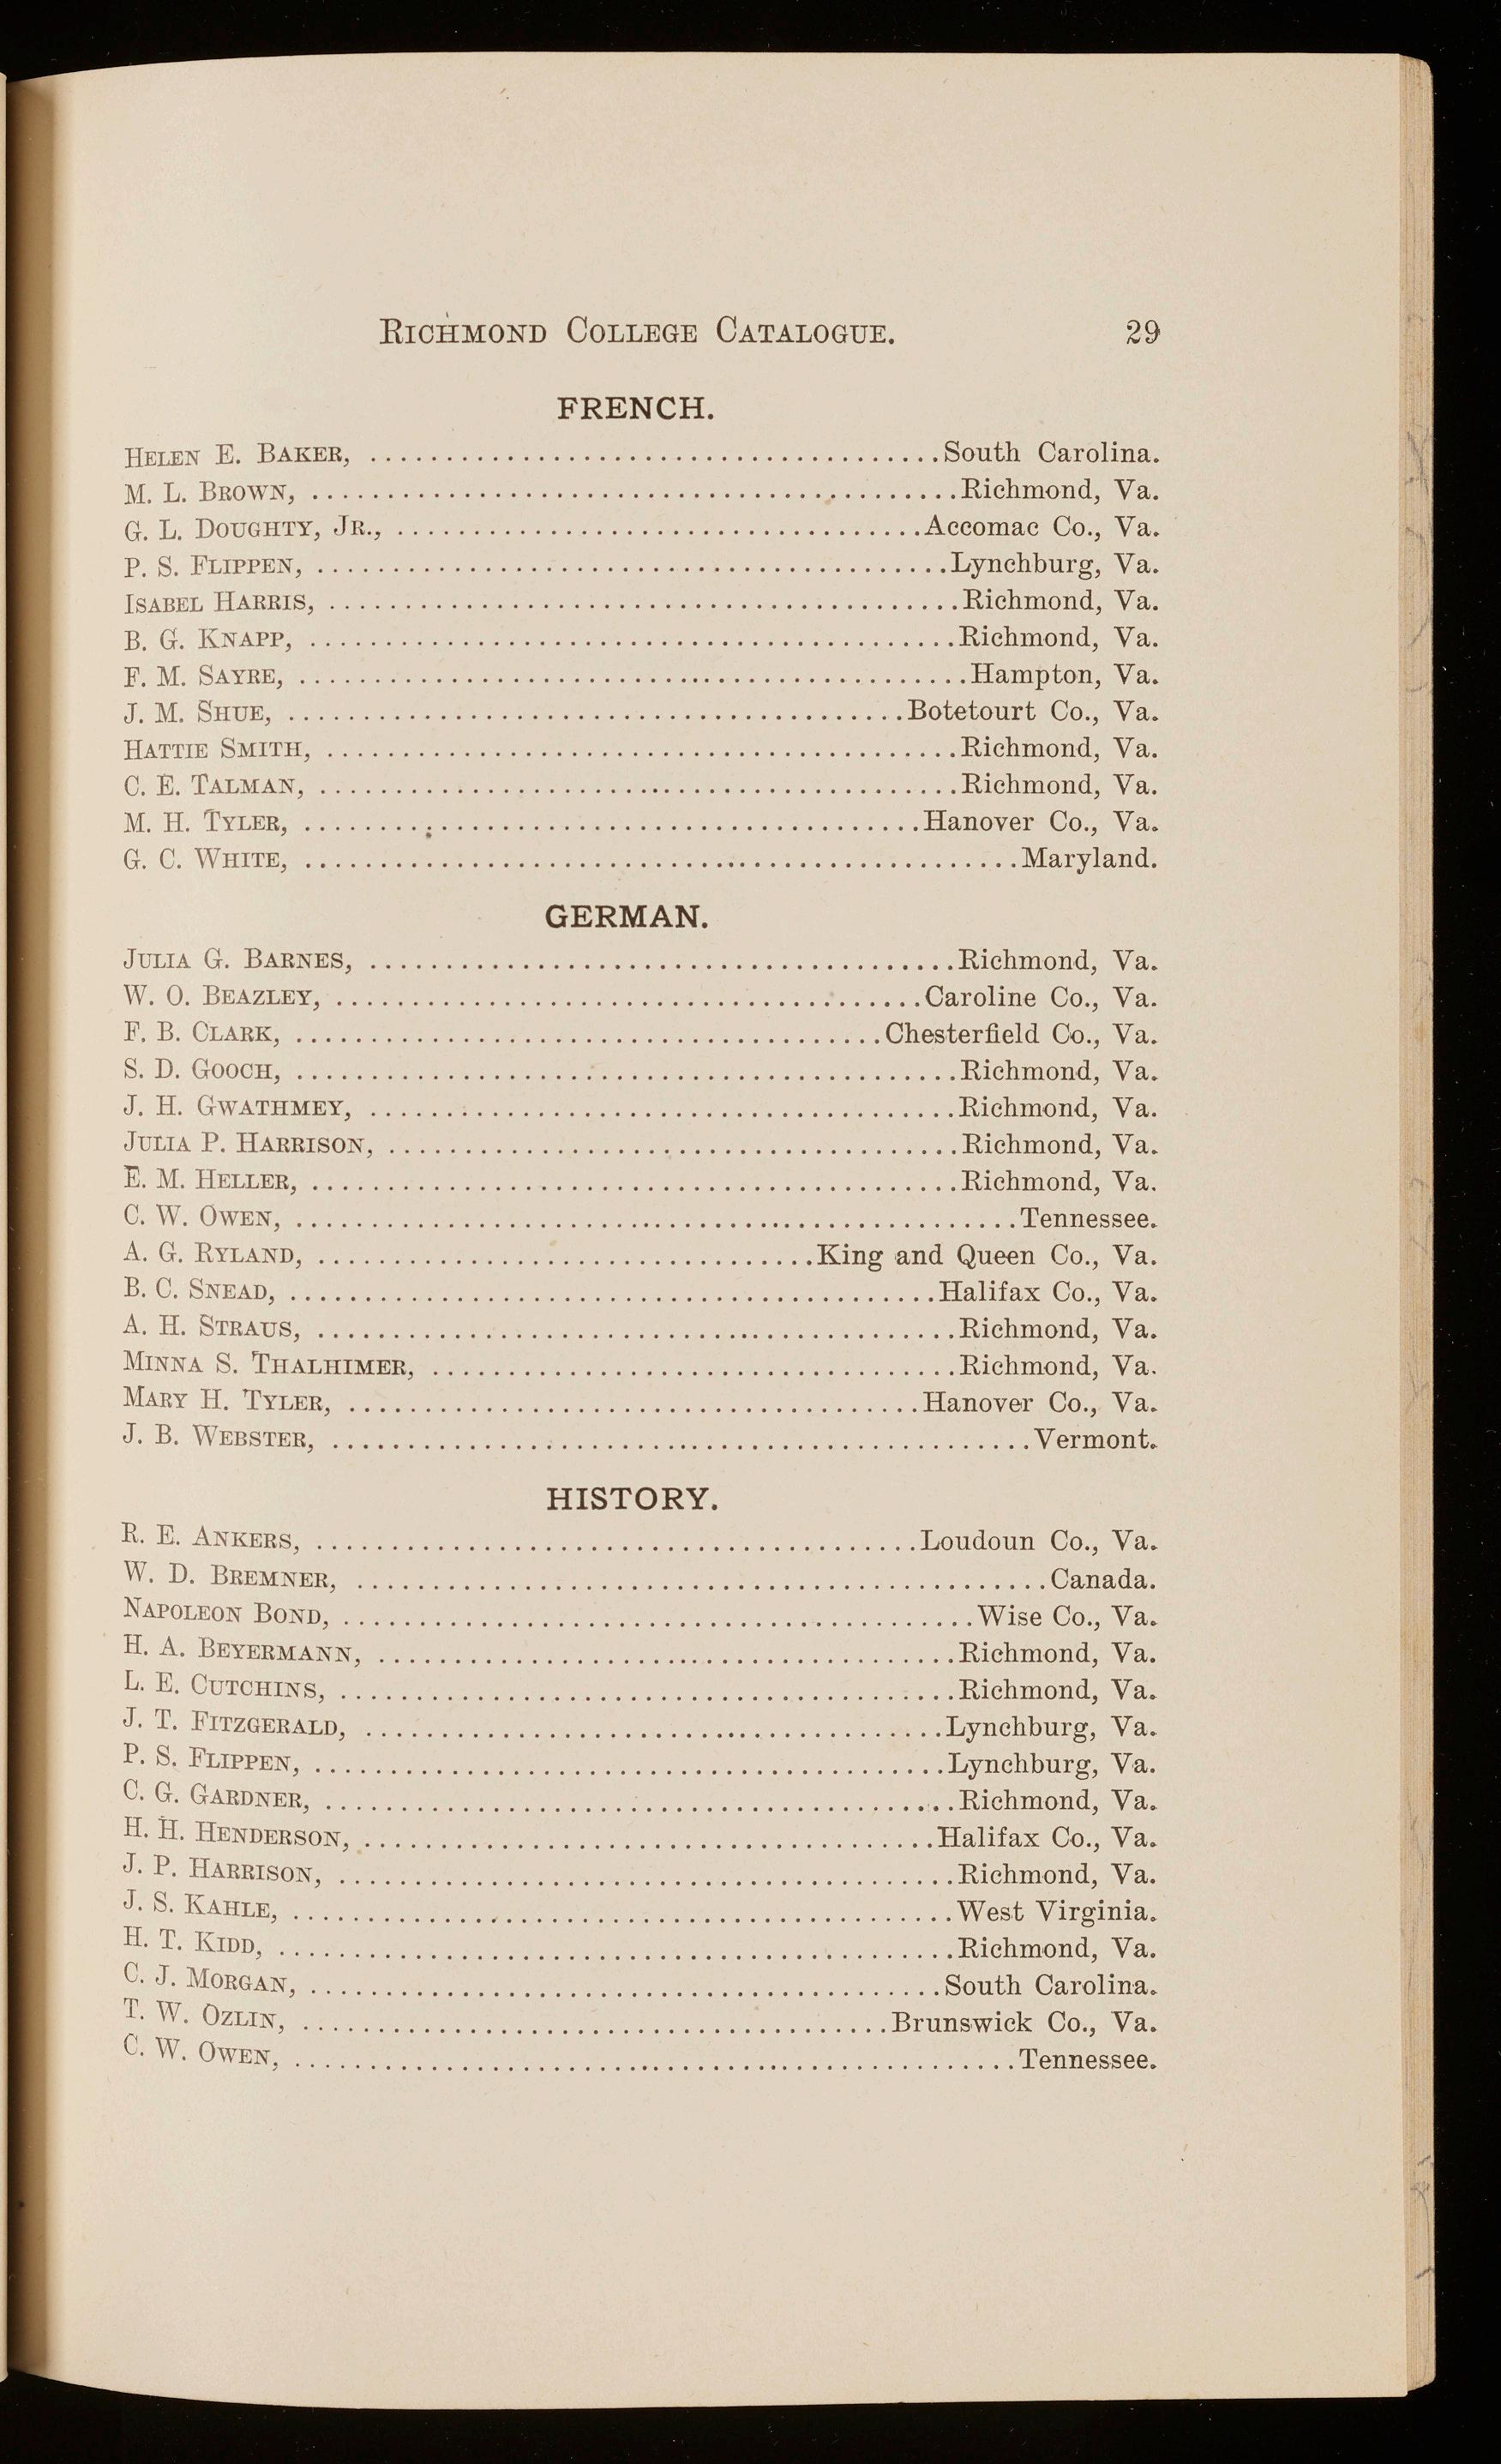 RICHMOND COLLEGE CATALOGUE. 29
FRENCH.
HELEN E. BAKER, ........................................South Carolina.
M. L. BROWN, ........................................Richmond, Va.
G. L. DOUGHTY, JR., ........................................Accomac Co., Va.
P. S. FLIPPEN, ........................................Lynchburg, Va.
ISABEL HARRIS, ........................................Richmond, Va.
B. G. KNAPP, ........................................Richmond, Va.
F. M. SAYRE, ........................................Hampton, Va.
J. M. SHUE, ........................................Botetourt Co., Va.
HATTIE SMITH, ........................................Richmond, Va.
C. E. TALMAN, ........................................Richmond, Va.
M. H. TYLER, ........................................Hanover Co., Va.
G. C. WHITE, ........................................Maryland.
GERMAN.
JULIA G. BARNES, ........................................Richmond, Va.
W. O. BEAZLEY, ........................................Caroline Co., Va.
F. B. CLARK, ........................................Chesterfield Co., Va.
S. D. GOOCH, ........................................Richmond, Va.
J. H. GWATHMEY, ........................................Richmond, Va.
JULIA P. HARRISON, ........................................Richmond, Va.
E. M. HELLER, ........................................Richmond, Va.
C. W. OWEN, ........................................Tennessee.
A. G. RYLAND, ........................................King and Queen Co., Va.
B. C. SNEAD, ........................................Halifax Co., Va.
A. H. STRAUS, ........................................Richmond, Va.
MINNA S. THALHIMER, ........................................Richmond, Va.
MARY H. TYLER, ........................................Hanover Co., Va.
J. B. WEBSTER, ........................................Vermont.
HISTORY.
R. E. ANKERS, ........................................Loudoun Co., Va.
W. D. BREMNER, ........................................Canada.
NAPOLEON BOND, ........................................Wise Co., Va.
H. A. BEYERMANN, ........................................Richmond, Va.
L. E. CUTCHINS, ........................................Richmond, Va.
J. T. FITZGERALD, ........................................Lynchburg, Va.
P. S. FLIPPEN, ........................................Lynchburg, Va.
C. G. GARDNER, ........................................Richmond, Va.
H. H. HENDERSON, ........................................Halifax Co., Va.
J. P. HARRISON, ........................................Richmond, Va.
J. S. KAHLE, ........................................West Virginia.
H. T. KIDD, ........................................Richmond, Va.
C. J. MORGAN, ........................................South Carolina.
T. W. OZLIN, ........................................Brunswick Co., Va.
C. W. OWEN, ........................................Tennessee.